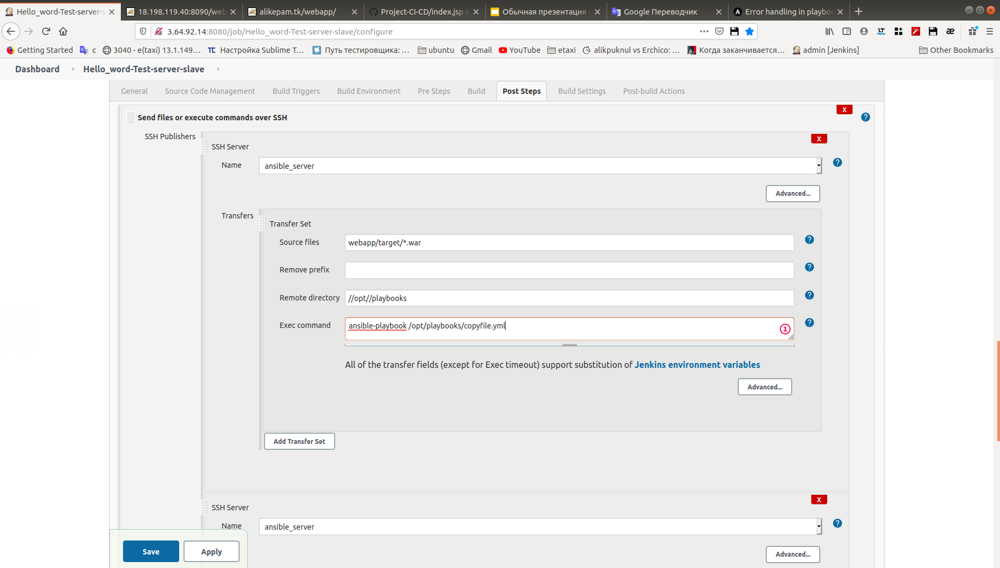 Hello_word-Test-server-s
18.198.119.40:8090/web
alikepam.tk/webapp/
Project-CI-CD/index.jsp a
Обычная презентация -
Google Переводчик
Error handling in playboo
3.64.92.14:8080/job/Hello_word-Test-server-slave/configure
Getting Started
с
3040 - e(taxi) 13.1.149...
Настройка Sublime T...
Путь тестировщика: ...
ubuntu
Gmail
YouTube
etaxi
alikpuknul vs Erchico: ...
Когда заканчивается...
admin [Jenkins]
Other Bookmarks
Dashboard
Hello_word-Test-server-slave
General
Source Code Management
Build Triggers
Build Environment
Pre Steps
Build
Post Steps
Build Settings
Post-build Actions
X
Send files or execute commands over SSH
?
SSH Publishers
X
SSH Server
Name
ansible_server
?
Advanced...
Transfers
Transfer Set
Source files
webapp/target/*.war
?
Remove prefix
?
Remote directory
//opt//playbooks
?
Exec command
ansible-playbook /opt/playbooks/copyfile.yml
1
?
All of the transfer fields (except for Exec timeout) support substitution of Jenkins environment variables
Advanced...
Add Transfer Set
X
SSH Server
Name
ansible_server
?
Save
Apply
Advanced...